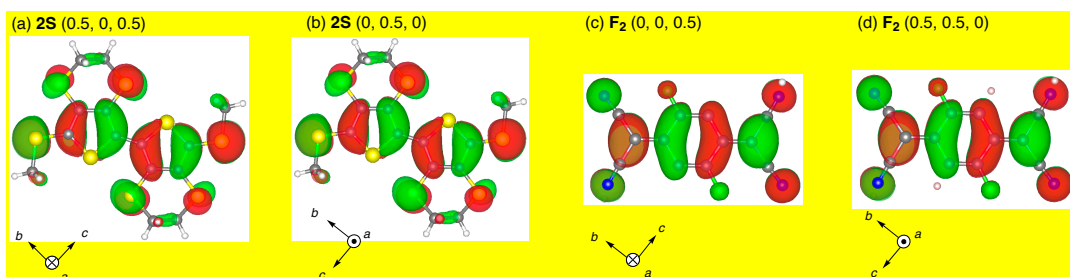 (a) 2S (0.5, 0, 0.5)
(b) 2S (0, 0.5, 0)
(c) F2 (0, 0, 0.5)
(d) F2 (0.5, 0.5, 0)
b
c
a
b
a
c
b
c
a
b
a
c